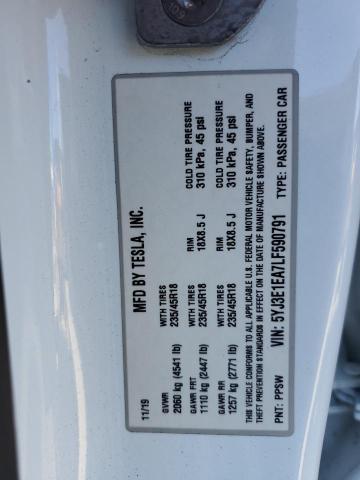 MFD BY TESLA, INC.
11/19
GVWR WITH TIRES RIM COLD TIRE PRESSURE
2060 kg (4541 lb) 235/45R18 18X8.5 J 310 kPa, 45 psi
GAWR FRT WITH TIRES RIM COLD TIRE PRESSURE
1110 kg (2447 lb) 235/45R18 18X8.5 J 310 kPa, 45 psi
GAWR RR
1257 kg (2771 lb)
THIS VEHICLE CONFORMS TO ALL APPLICABLE U.S. FEDERAL MOTOR VEHICLE SAFETY, BUMPER, AND
THEFT PREVENTION STANDARDS IN EFFECT ON THE DATE OF MANUFACTURE SHOWN ABOVE.
VIN: 5YJ3E1EA7LF590791
PNT: PPSW TYPE: PASSENGER CAR